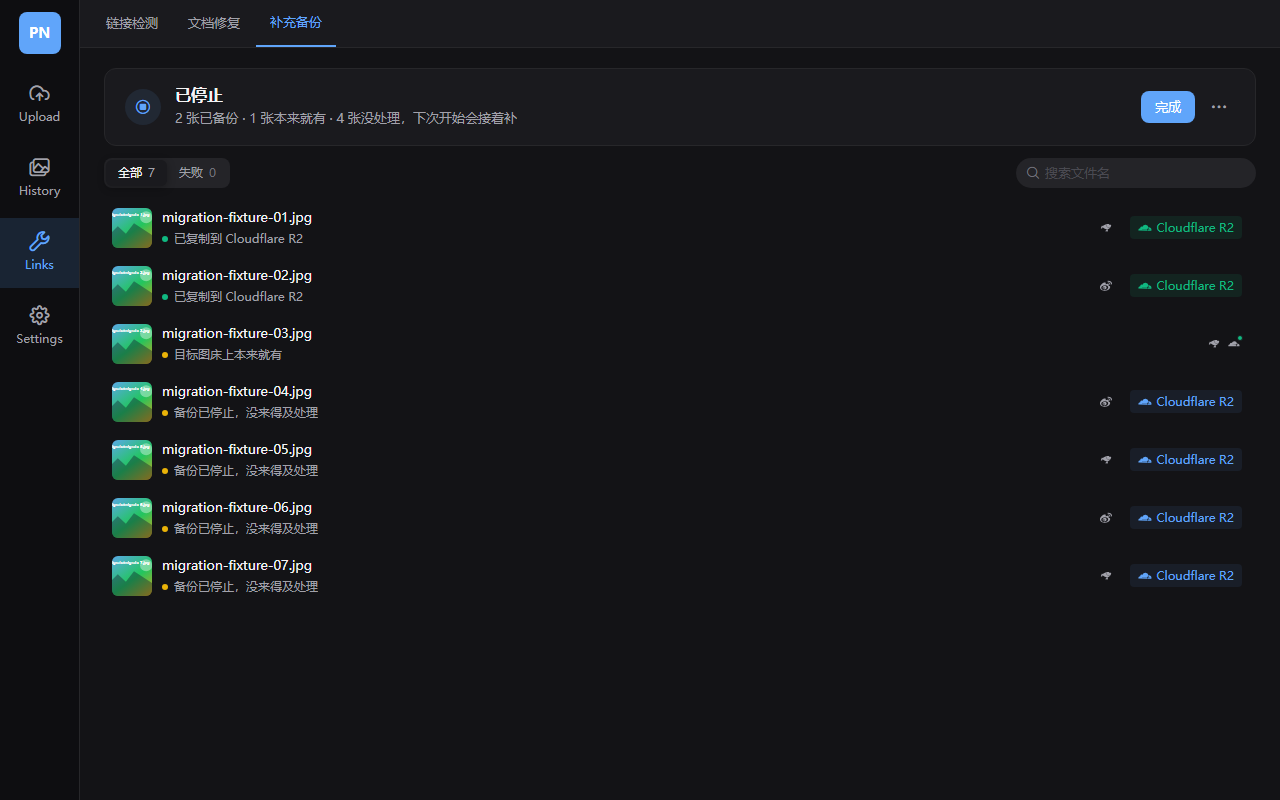 PN
Upload
History
Links
Settings
链接检测
文档修复
补充备份
已停止
2 张已备份 · 1 张本来就有 · 4 张没处理，下次开始会接着补
完成
全部 7
失败 0
搜索文件名
migration-fixture-01.jpg
已复制到 Cloudflare R2
Cloudflare R2
migration-fixture-02.jpg
已复制到 Cloudflare R2
Cloudflare R2
migration-fixture-03.jpg
目标图床上本来就有
migration-fixture-04.jpg
备份已停止，没来得及处理
Cloudflare R2
migration-fixture-05.jpg
备份已停止，没来得及处理
Cloudflare R2
migration-fixture-06.jpg
备份已停止，没来得及处理
Cloudflare R2
migration-fixture-07.jpg
备份已停止，没来得及处理
Cloudflare R2